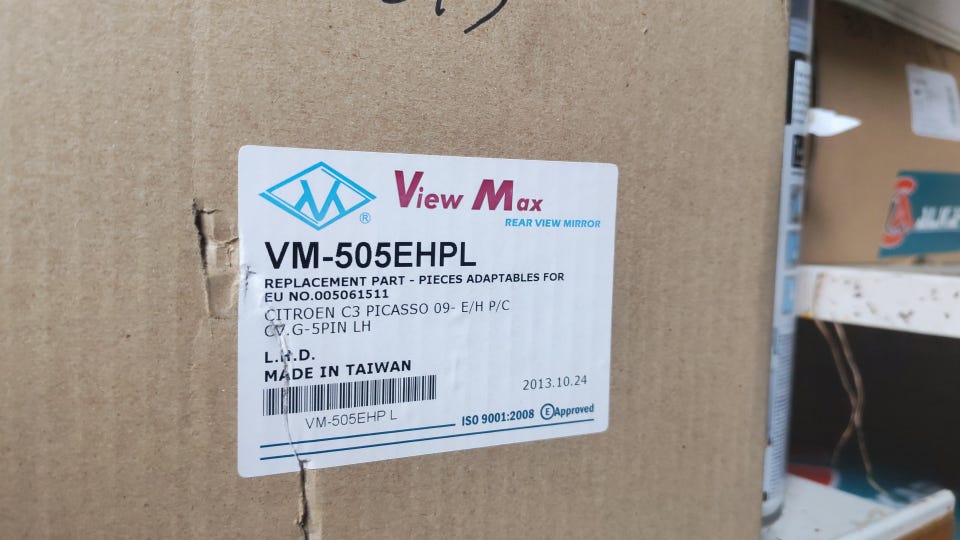 View Max
®
REAR VIEW MIRROR
VM-505EHPL
REPLACEMENT PART - PIECES ADAPTABLES FOR
EU NO.005061511
CITROEN C3 PICASSO 09- E/H P/C
CV.G-5PIN LH
L.H.D.
MADE IN TAIWAN
2013.10.24
VM-505EHP L
ISO 9001:2008 E Approved